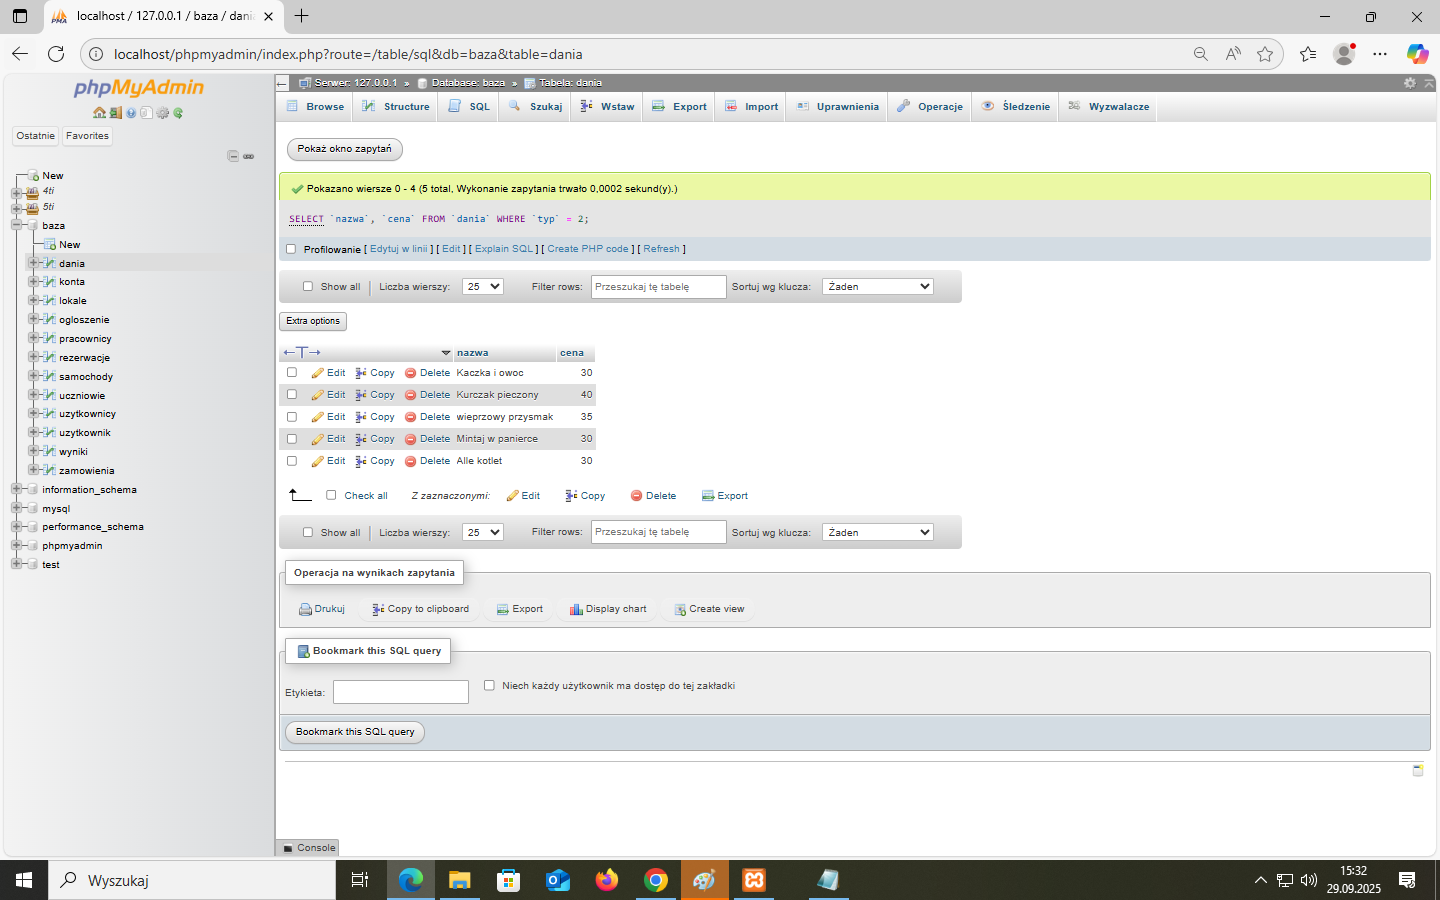 localhost / 127.0.0.1 / baza / dani
localhost/phpmyadmin/index.php?route=/table/sql&db=baza&table=dania
phpMyAdmin
Ostatnie Favorites
New
4ti
5ti
baza
New
dania
konta
lokale
ogloszenie
pracownicy
rezerwacje
samochody
uczniowie
uzytkownicy
uzytkownik
wyniki
zamowienia
information_schema
mysql
performance_schema
phpmyadmin
test
Serwer: 127.0.0.1 » Database: baza » Tabela: dania
Browse Structure SQL Szukaj Wstaw Export Import Uprawnienia Operacje Śledzenie Wyzwalacze
Pokaż okno zapytań
Pokazano wiersze 0 - 4 (5 total, Wykonanie zapytania trwało 0,0002 sekund(y).)
SELECT `nazwa`, `cena` FROM `dania` WHERE `typ` = 2;
Profilowanie [ Edytuj w linii ] [ Edit ] [ Explain SQL ] [ Create PHP code ] [ Refresh ]
Show all Liczba wierszy: 25 Filter rows: Przeszukaj tę tabelę Sortuj wg klucza: Żaden
Extra options
nazwa cena
Edit Copy Delete Kaczka i owoc 30
Edit Copy Delete Kurczak pieczony 40
Edit Copy Delete wieprzowy przysmak 35
Edit Copy Delete Mintaj w panierce 30
Edit Copy Delete Alle kotlet 30
Check all Z zaznaczonymi: Edit Copy Delete Export
Show all Liczba wierszy: 25 Filter rows: Przeszukaj tę tabelę Sortuj wg klucza: Żaden
Operacja na wynikach zapytania
Drukuj Copy to clipboard Export Display chart Create view
Bookmark this SQL query
Etykieta: Niech każdy użytkownik ma dostęp do tej zakładki
Bookmark this SQL query
Console
Wyszukaj
15:32
29.09.2025